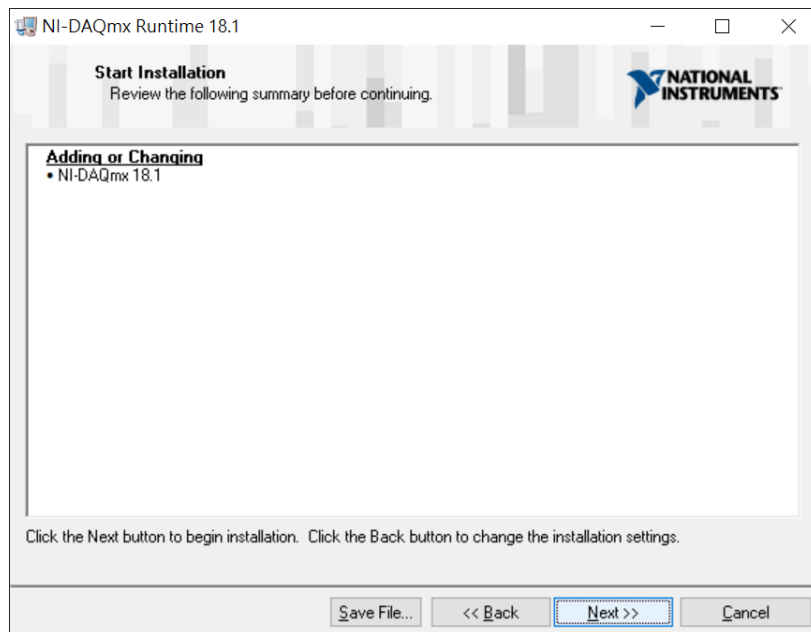 NI-DAQmx Runtime 18.1
Start Installation
Review the following summary before continuing.
NATIONAL
INSTRUMENTS
Adding or Changing
• NI-DAQmx 18.1
Click the Next button to begin installation.  Click the Back button to change the installation settings.
Save File...
<< Back
Next >>
Cancel